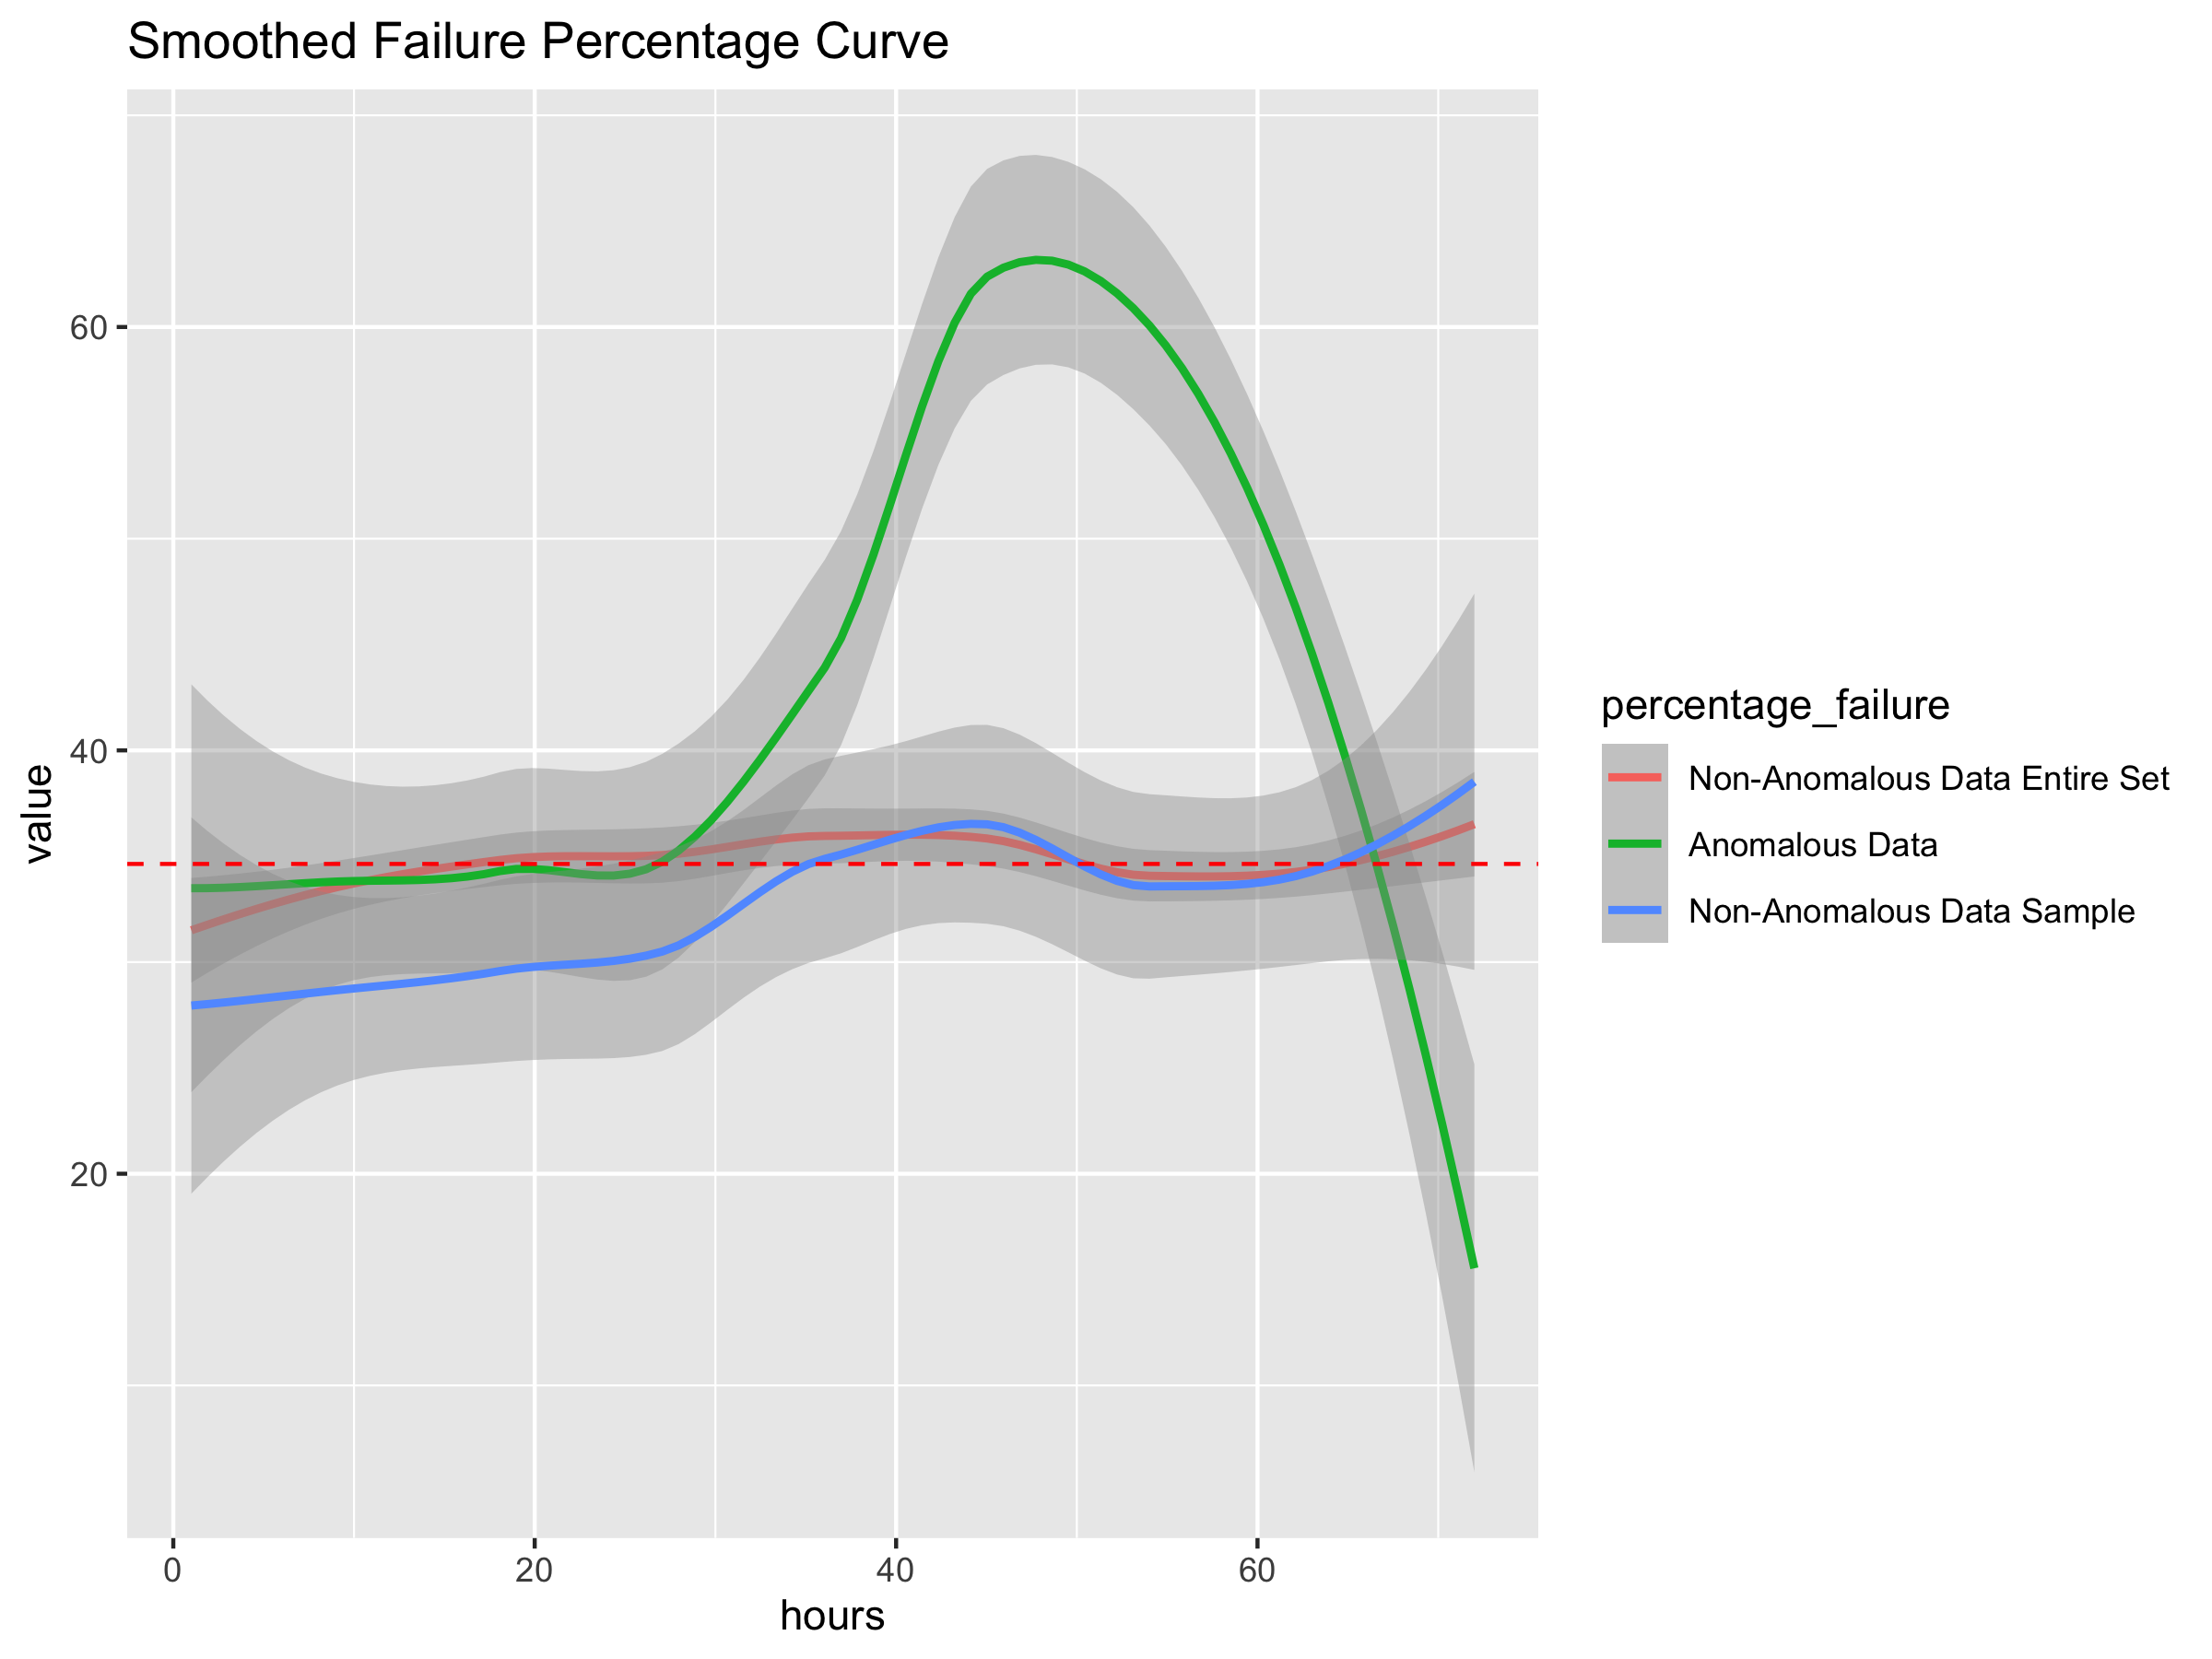 Smoothed Failure Percentage Curve
value
60
40
20
0
20
40
60
hours
percentage_failure
Non-Anomalous Data Entire Set
Anomalous Data
Non-Anomalous Data Sample